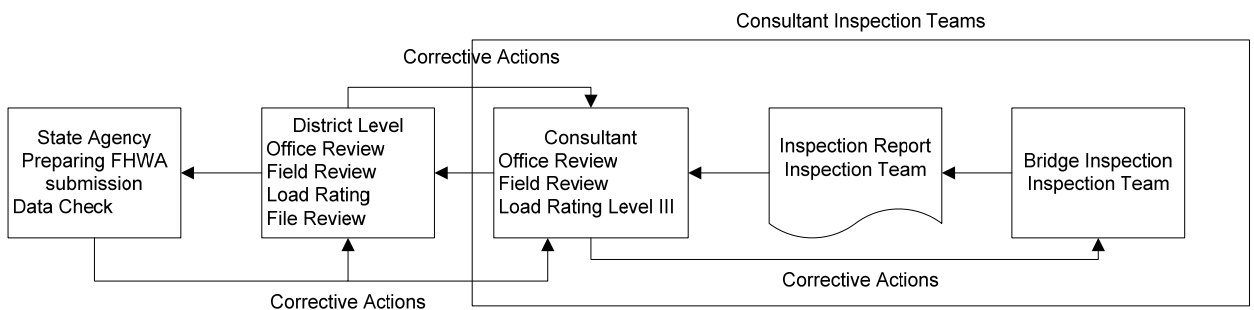 Consultant Inspection Teams
Corrective Actions
State Agency
Preparing FHWA
submission
Data Check
District Level
Office Review
Field Review
Load Rating
File Review
Consultant
Office Review
Field Review
Load Rating Level III
Inspection Report
Inspection Team
Bridge Inspection
Inspection Team
Corrective Actions
Corrective Actions